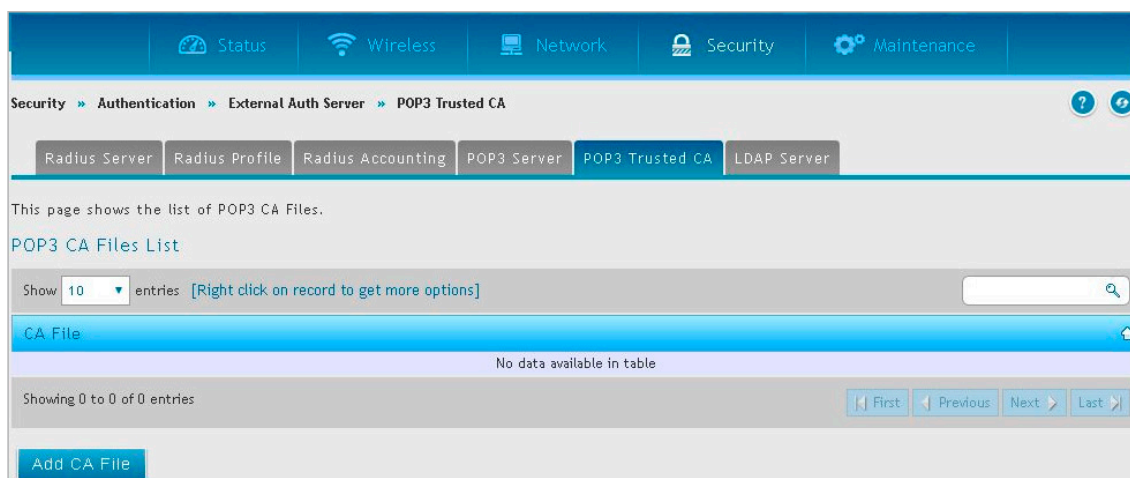 Status Wireless Network Security Maintenance
Security » Authentication » External Auth Server » POP3 Trusted CA
Radius Server Radius Profile Radius Accounting POP3 Server POP3 Trusted CA LDAP Server
This page shows the list of POP3 CA Files.
POP3 CA Files List
Show 10 entries [Right click on record to get more options]
CA File
No data available in table
Showing 0 to 0 of 0 entries First Previous Next Last
Add CA File